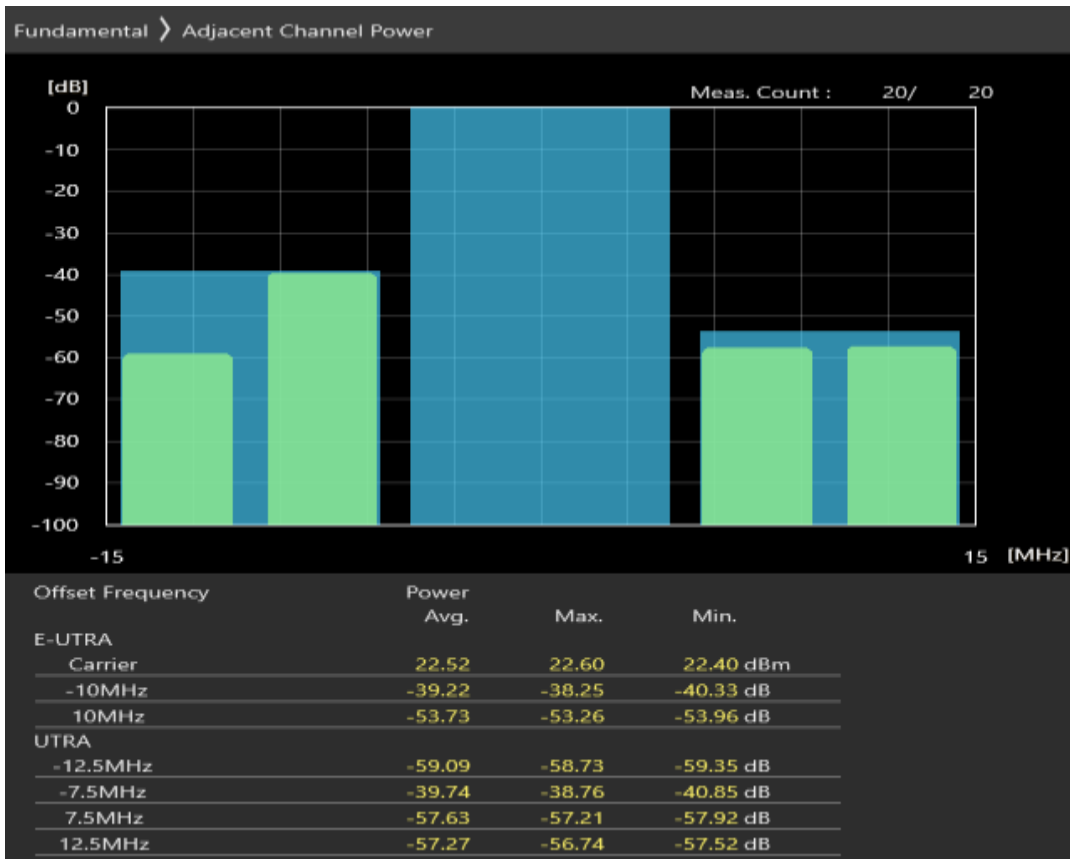 Fundamental ❯ Adjacent Channel Power
[dB]
Meas. Count : 20/ 20
0
-10
-20
-30
-40
-50
-60
-70
-80
-90
-100
-15 15 [MHz]
Offset Frequency Power
Avg. Max. Min.
E-UTRA
Carrier 22.52 22.60 22.40 dBm
-10MHz -39.22 -38.25 -40.33 dB
10MHz -53.73 -53.26 -53.96 dB
UTRA
-12.5MHz -59.09 -58.73 -59.35 dB
-7.5MHz -39.74 -38.76 -40.85 dB
7.5MHz -57.63 -57.21 -57.92 dB
12.5MHz -57.27 -56.74 -57.52 dB